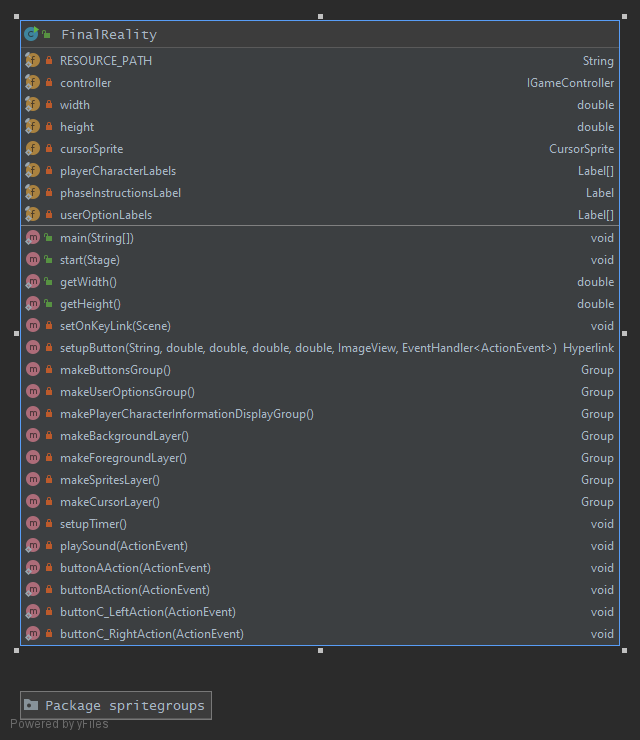 FinalReality
RESOURCE_PATH String
controller IGameController
width double
height double
cursorSprite CursorSprite
playerCharacterLabels Label[]
phaseInstructionsLabel Label
userOptionLabels Label[]
main(String[]) void
start(Stage) void
getWidth() double
getHeight() double
setOnKeyLink(Scene) void
setupButton(String, double, double, double, double, ImageView, EventHandler<ActionEvent>) Hyperlink
makeButtonsGroup() Group
makeUserOptionsGroup() Group
makePlayerCharacterInformationDisplayGroup() Group
makeBackgroundLayer() Group
makeForegroundLayer() Group
makeSpritesLayer() Group
makeCursorLayer() Group
setupTimer() void
playSound(ActionEvent) void
buttonAAction(ActionEvent) void
buttonBAction(ActionEvent) void
buttonC_LeftAction(ActionEvent) void
buttonC_RightAction(ActionEvent) void
Package spritegroups
Powered by yFiles